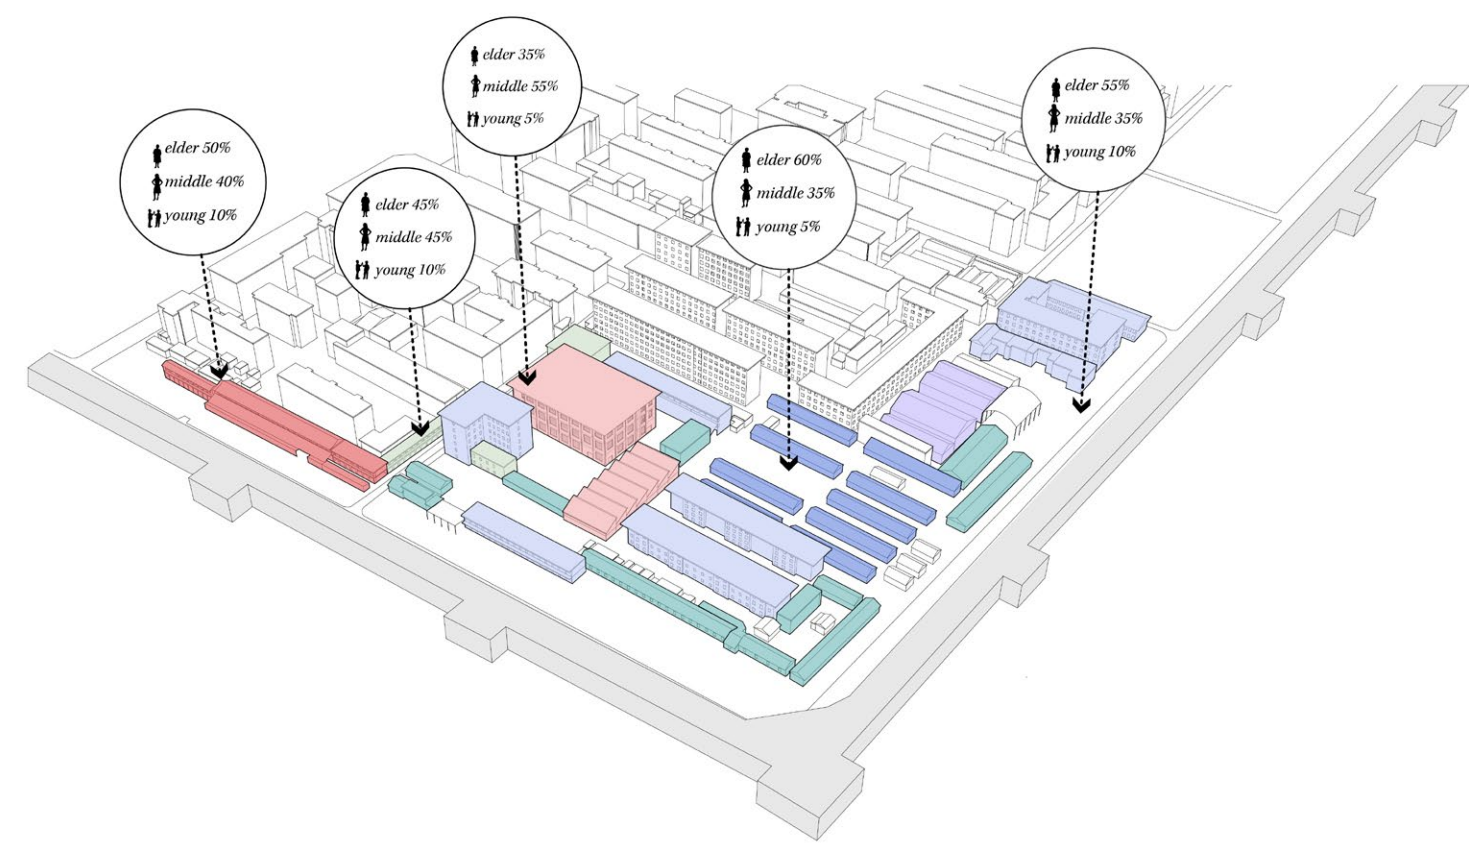 elder 50%
middle 40%
young 10%
elder 45%
middle 45%
young 10%
elder 35%
middle 55%
young 5%
elder 60%
middle 35%
young 5%
elder 55%
middle 35%
young 10%